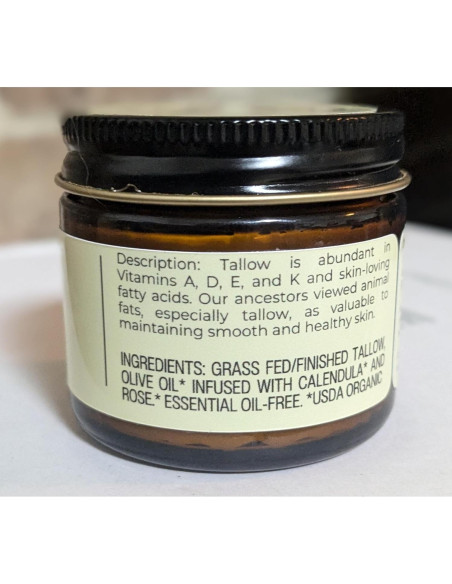 Description: Tallow is abundant in
Vitamins A, D, E, and K and skin-loving
fatty acids. Our ancestors viewed animal
fats, especially tallow, as valuable to
maintaining smooth and healthy skin.
INGREDIENTS: GRASS FED/FINISHED TALLOW,
OLIVE OIL* INFUSED WITH CALENDULA* AND
ROSE.* ESSENTIAL OIL-FREE. *USDA ORGANIC